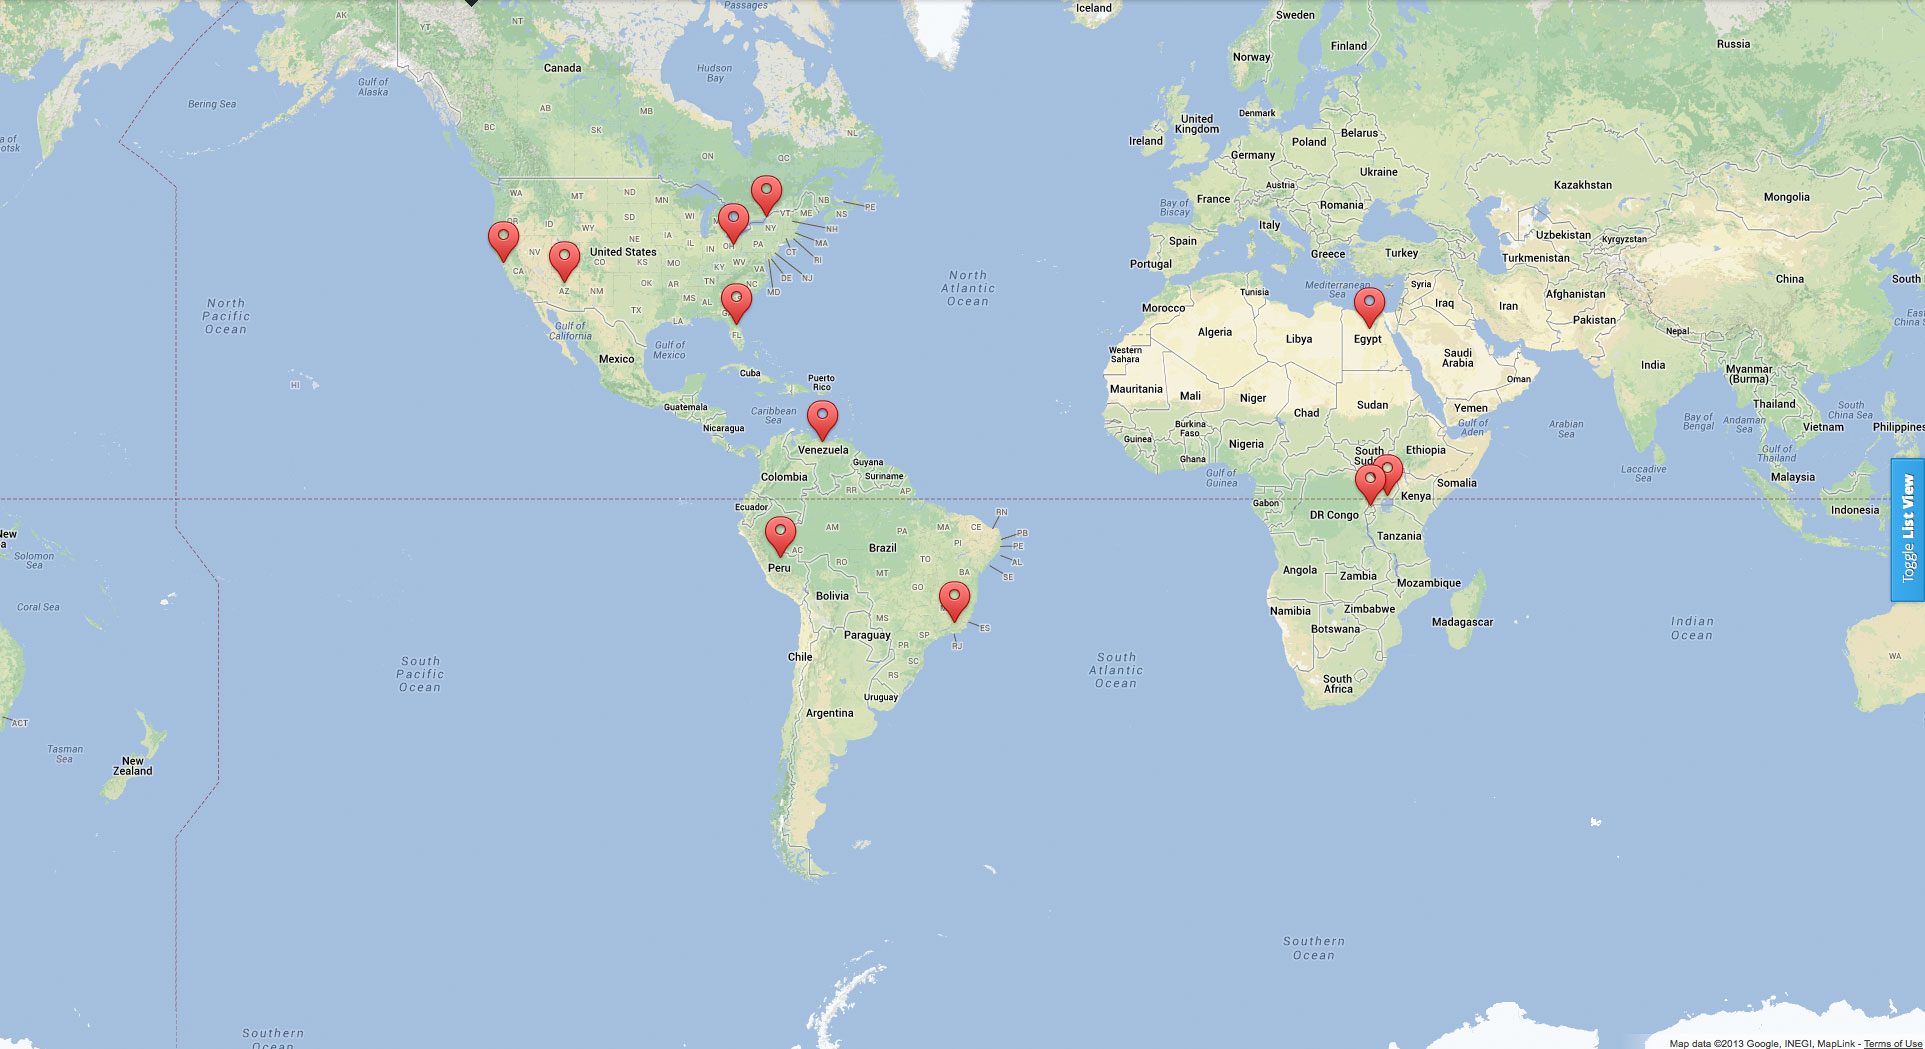 Passages
Iceland
Sweden
AK
NT
YT
Finland
Russia
Norway
Canada
Hudson
Bay
Gulf of
Alaska
Bering Sea
AB
MB
BC
SK
NL
Denmark
United
Kingdom
Ireland
Belarus
Poland
Germany
Ukraine
ON
QC
Austria
Kazakhstan
Mongolia
WA
MT
ND
MN
NB
PE
France
Bay of
Biscay
Romania
SD
WI
VT
ME
NS
OR
ID
WY
NY
NH
Italy
Uzbekistan
Kyrgyzstan
NE
IA
IL
IN
OH
PA
MA
CT
RI
Spain
Portugal
Greece
Turkey
Turkmenistan
China
South
NV
United States
CO
KS
MO
KY
WV
VA
DE
NJ
MD
CA
AZ
NM
OK
AR
TN
NC
MS
AL
TX
LA
FL
North
Atlantic
Ocean
Mediterranean
Sea
Tunisia
Syria
Iraq
Iran
Afghanistan
Pakistan
Morocco
Algeria
Libya
Egypt
Nepal
East
China S
North
Pacific
Ocean
Gulf of
California
Gulf of
Mexico
Mexico
Western
Sahara
Saudi
Arabia
India
Myanmar
(Burma)
HI
Cuba
Puerto
Rico
Oman
Mauritania
Mali
Niger
Chad
Sudan
Yemen
Thailand
Guatemala
Caribbean
Sea
Nicaragua
Burkina
Faso
Gulf of
Aden
Arabian
Sea
Bay of
Bengal
Andaman
Sea
South
China Sea
Vietnam
Philippines
Guinea
Ghana
Nigeria
South
Sud
Ethiopia
Venezuela
Guyana
Suriname
Colombia
RR
AP
Gulf of
Guinea
Laccadive
Sea
Gulf of
Thailand
Malaysia
Somalia
Kenya
Gabon
DR Congo
Indonesia
Ecuador
Toggle List View
AM
PA
MA
CE
RN
PB
PE
PI
AL
SE
AC
Peru
RO
Brazil
MT
TO
BA
GO
Tanzania
Solomon
Sea
Coral Sea
Bolivia
MS
ES
SP
RJ
Angola
Zambia
Mozambique
Namibia
Zimbabwe
Botswana
Madagascar
Indian
Ocean
Paraguay
PR
SC
RS
Chile
South
Pacific
Ocean
South
Atlantic
Ocean
South
Africa
WA
Uruguay
Argentina
ACT
Tasman
Sea
New
Zealand
Southern
Ocean
Southern
Ocean
Map data ©2013 Google, INEGI, MapLink - Terms of Use